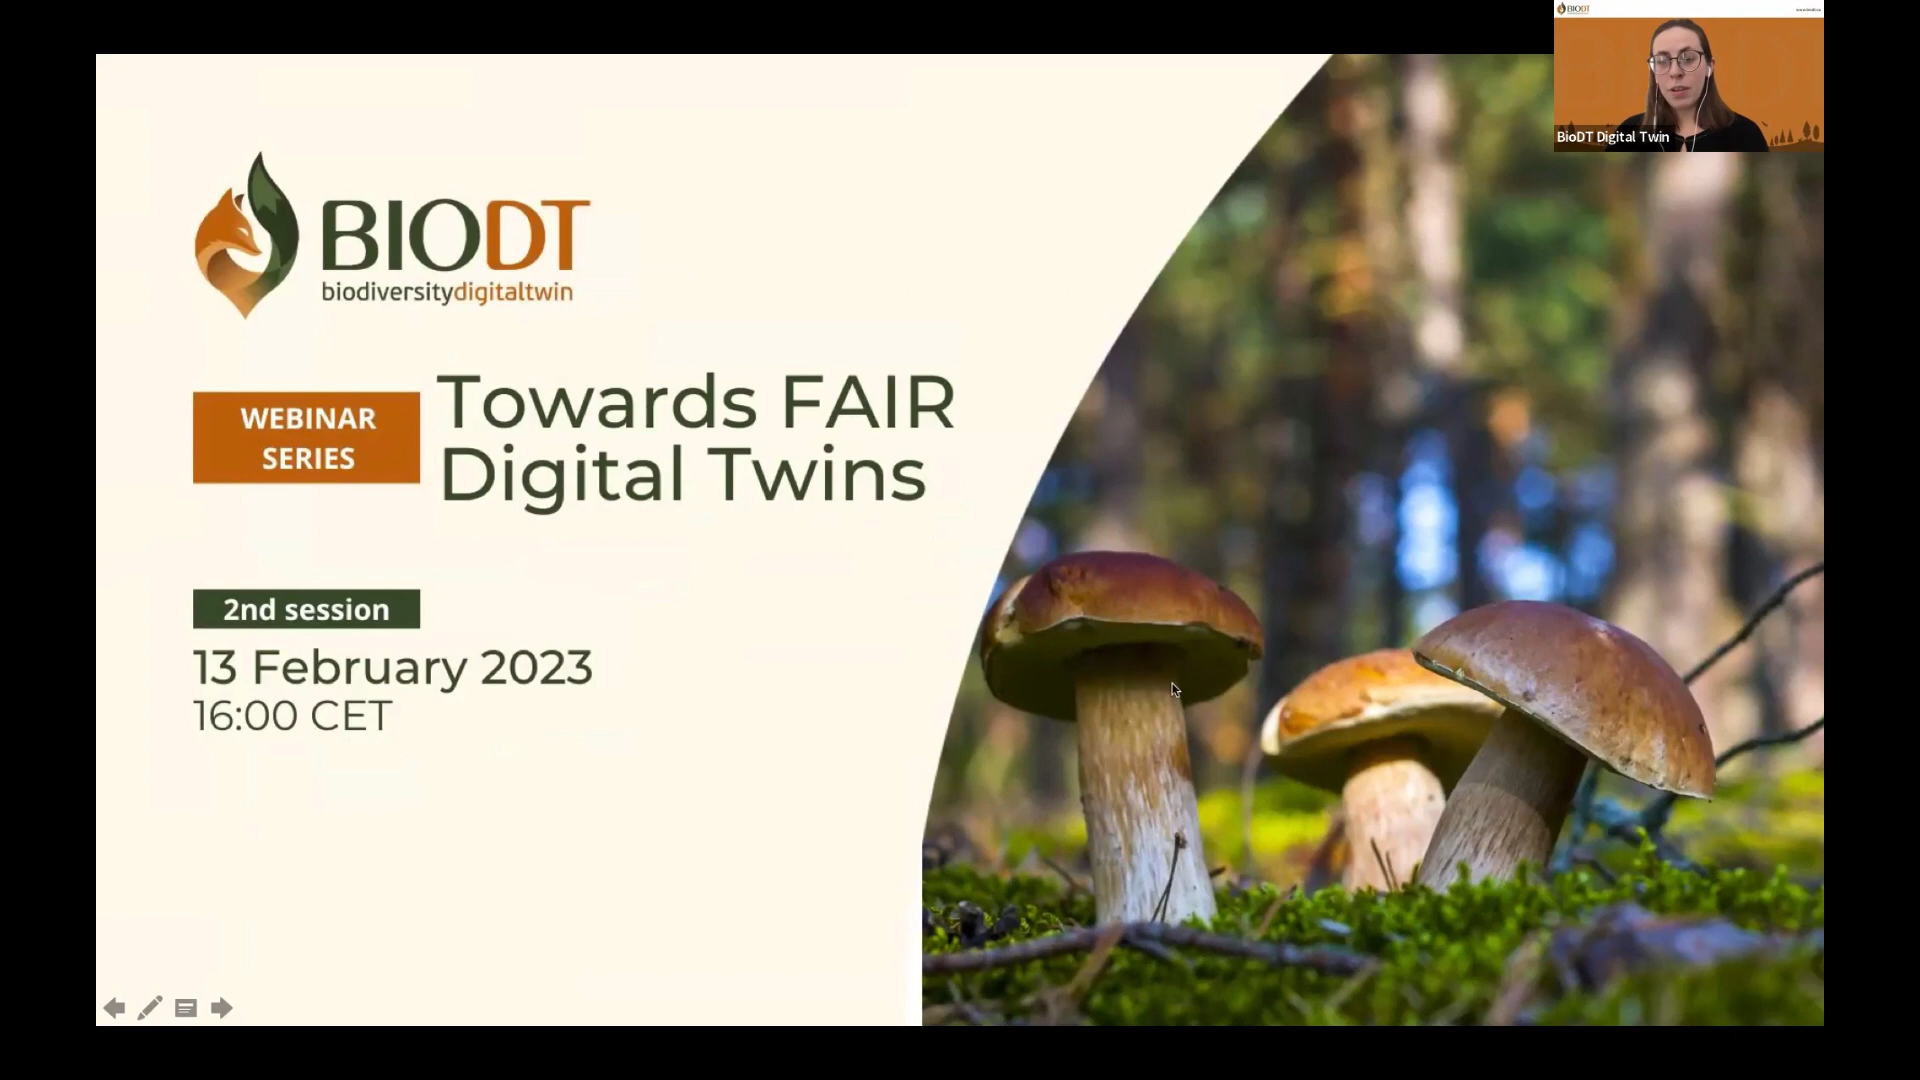 BIODT
BioDT Digital Twin
BIODT
biodiversitydigitaltwin
WEBINAR
SERIES
Towards FAIR
Digital Twins
2nd session
13 February 2023
16:00 CET